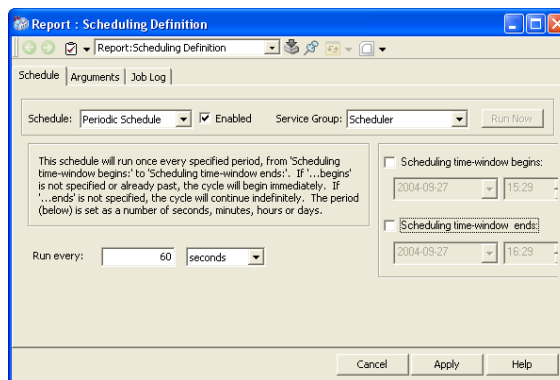 Report : Scheduling Definition
Report:Scheduling Definition
Schedule Arguments Job Log
Schedule: Periodic Schedule Enabled Service Group: Scheduler Run Now
This schedule will run once every specified period, from 'Scheduling
time-window begins:' to 'Scheduling time-window ends:'. If '...begins'
is not specified or already past, the cycle will begin immediately. If
'...ends' is not specified, the cycle will continue indefinitely. The period
(below) is set as a number of seconds, minutes, hours or days.
Scheduling time-window begins:
2004-09-27 15:29
Scheduling time-window ends:
2004-09-27 16:29
Run every: 60 seconds
Cancel Apply Help